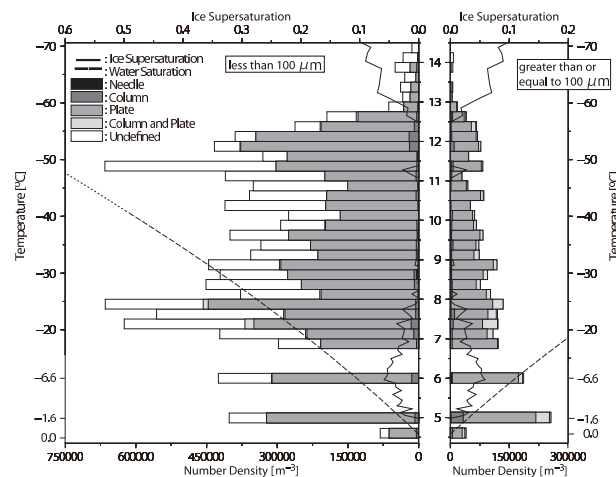 Ice Supersaturation Ice Supersaturation
0.6 0.5 0.4 0.3 0.2 0.1 0.0 0.0 0.1 0.2
: Ice Supersaturation
: Water Saturation
: Needle
: Column
: Plate
: Column and Plate
: Undefined
less than 100 μm
greater than or
equal to 100 μm
Temperature [ºC]
-70
-60
-50
-40
-30
-20
-6.6
-1.6
0.0
14
13
12
11
10
9
8
7
6
5
-70
-60
-50
-40
-30
-20
-6.6
-1.6
0.0
Temperature [ºC]
750000 600000 450000 300000 150000 0 0 150000 300000
Number Density [m⁻³] Number Density [m⁻³]